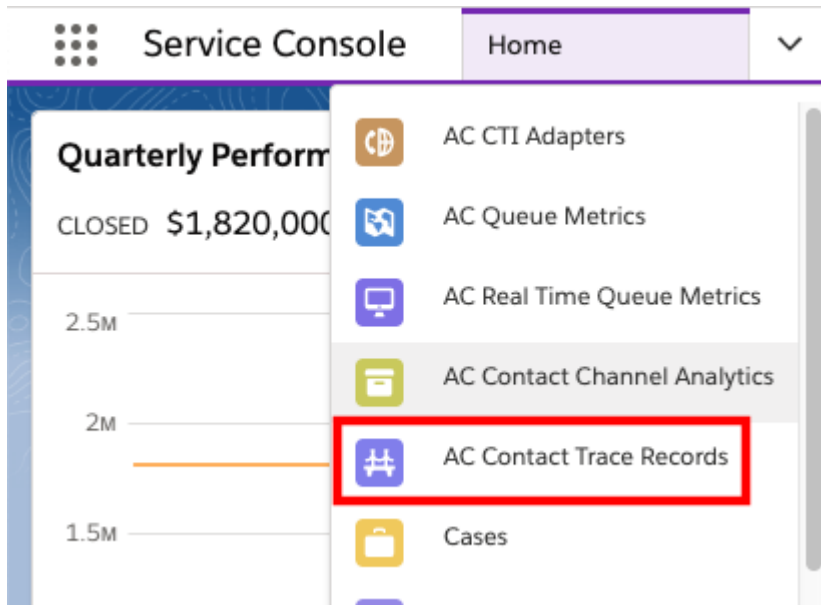 Service Console
Home
Quarterly Perform
CLOSED $1,820,000
2.5M
2M
1.5M
AC CTI Adapters
AC Queue Metrics
AC Real Time Queue Metrics
AC Contact Channel Analytics
AC Contact Trace Records
Cases